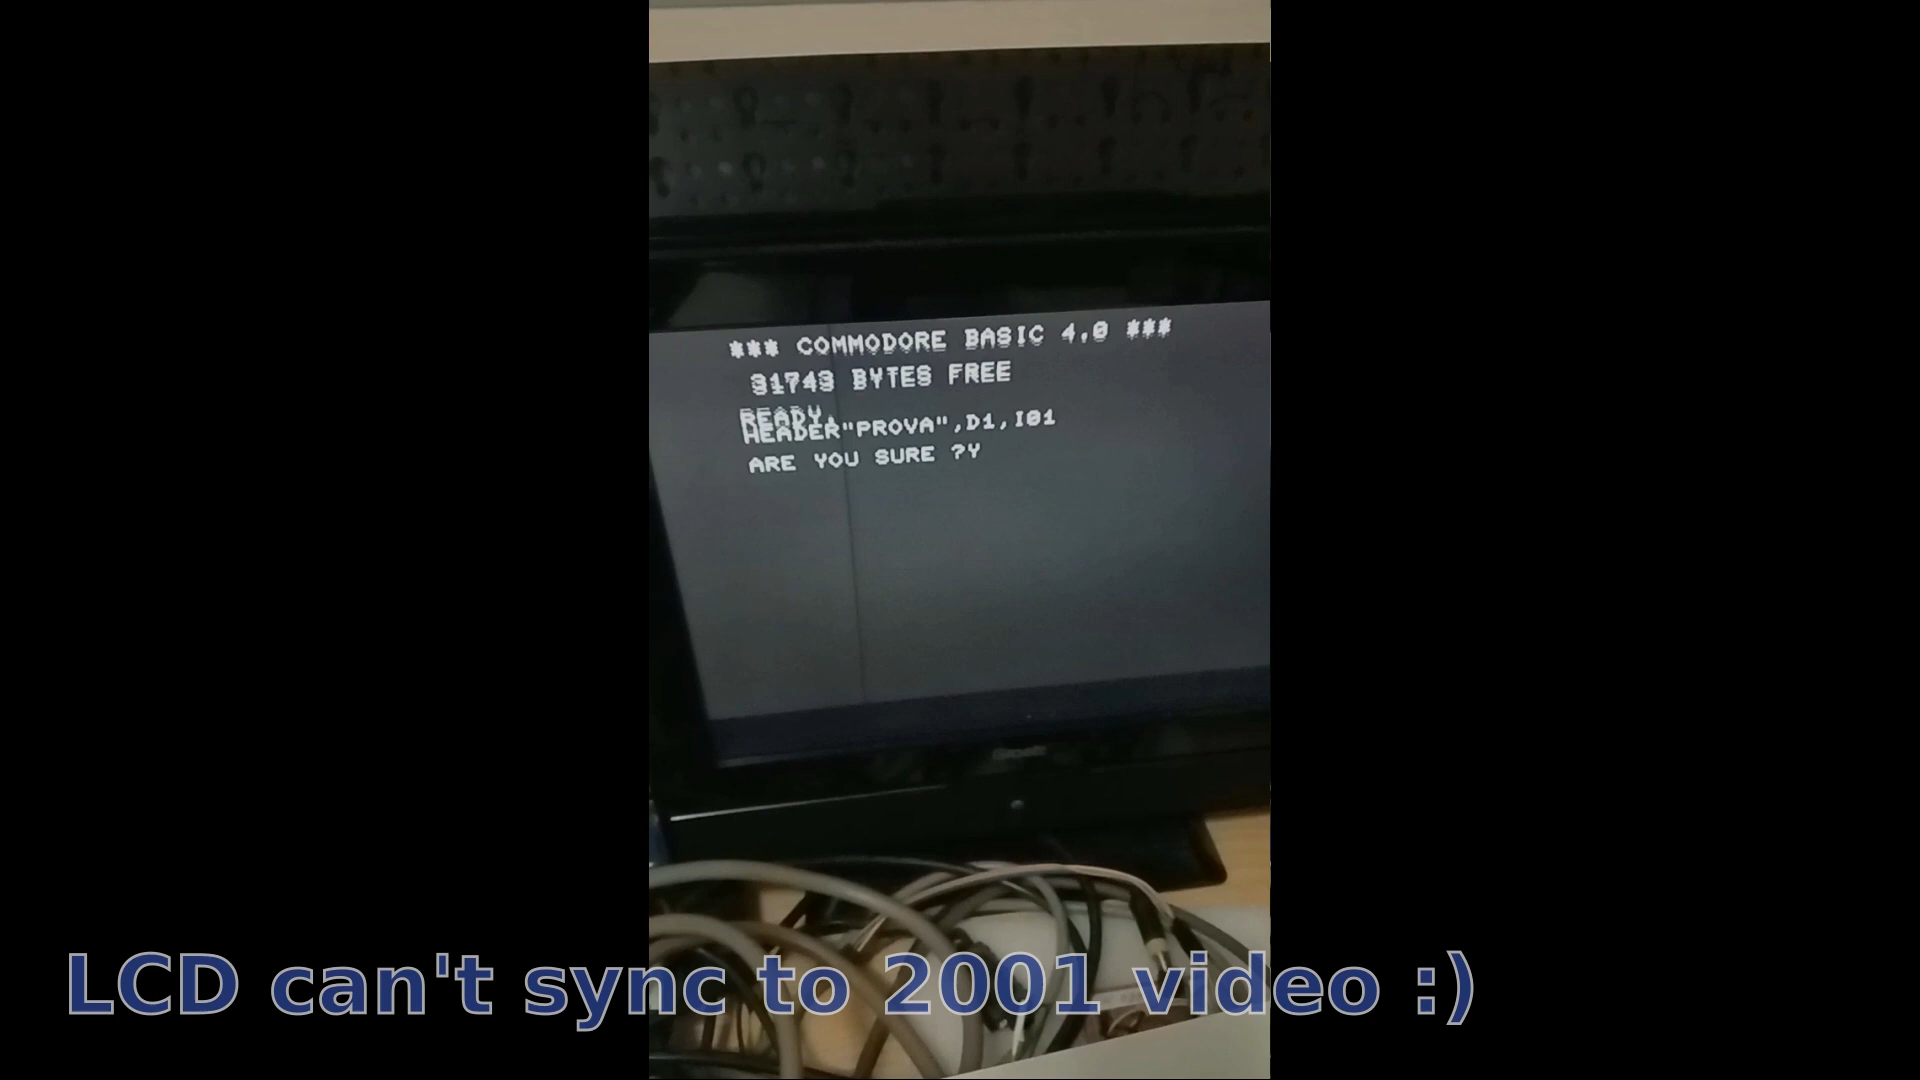 *** COMMODORE BASIC 4.0 ***
31743 BYTES FREE
READY.
HEADER"PROVA",D1,I01
ARE YOU SURE ?Y
LCD can't sync to 2001 video :)